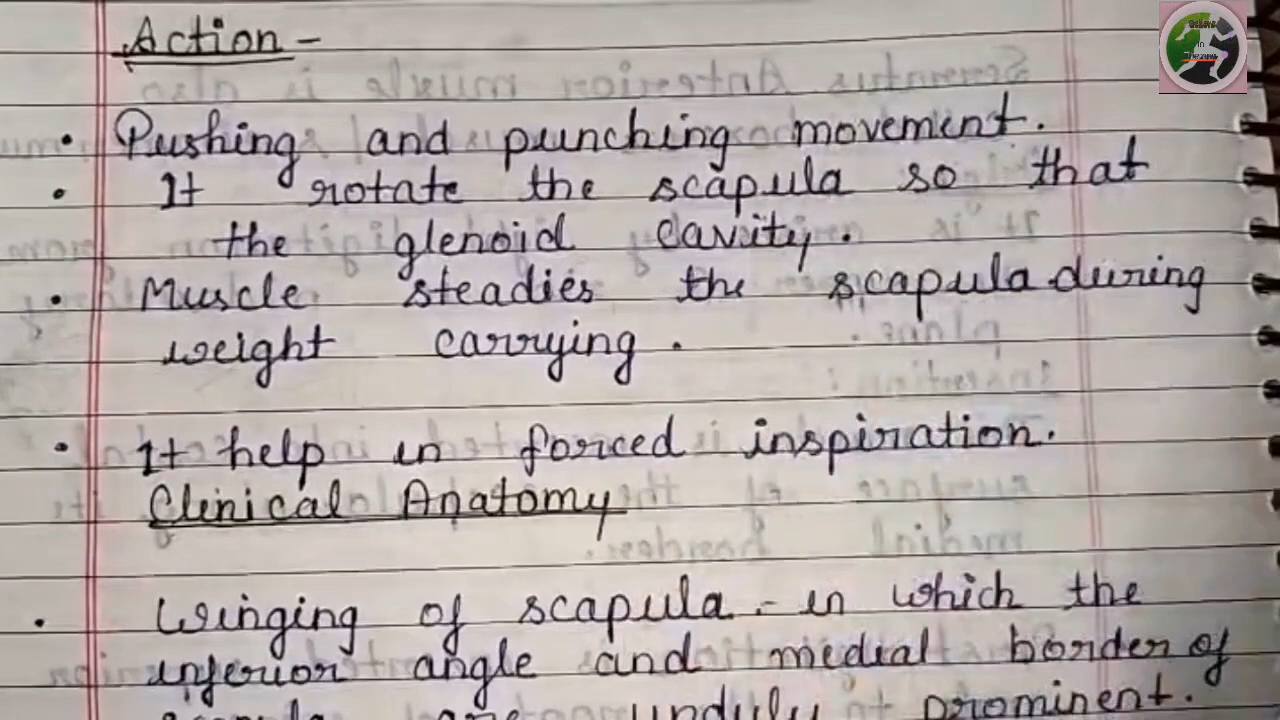 Action -
• Pushing and punching movement.
• It rotate the scapula so that
the glenoid cavity.
• Muscle steadies the scapula during
weight carrying.
• It help in forced inspiration.
Clinical Anatomy
• Winging of scapula - in which the
inferior angle and medial border of
scapula are unduly prominent.